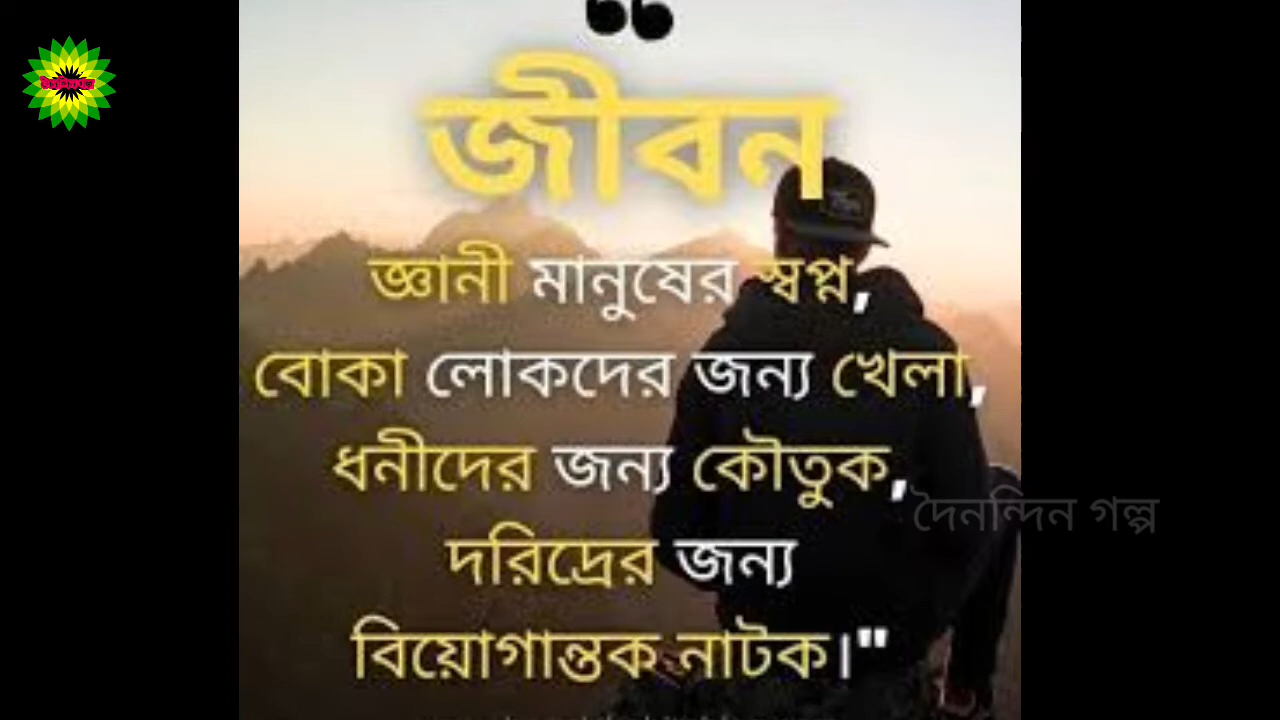 “
জীবন
জ্ঞানী মানুষের স্বপ্ন,
বোকা লোকদের জন্য খেলা,
ধনীদের জন্য কৌতুক,
দৈনন্দিন গল্প
দরিদ্রের জন্য
বিয়োগান্তক নাটক।"